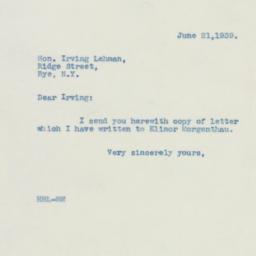 June 21,1939.
Hon. Irving Lehman,
Ridge Street,
Rye, N.Y.
Dear Irving:
I send you herewith copy of letter
which I have written to Elinor Morgenthau.
Very sincerely yours,